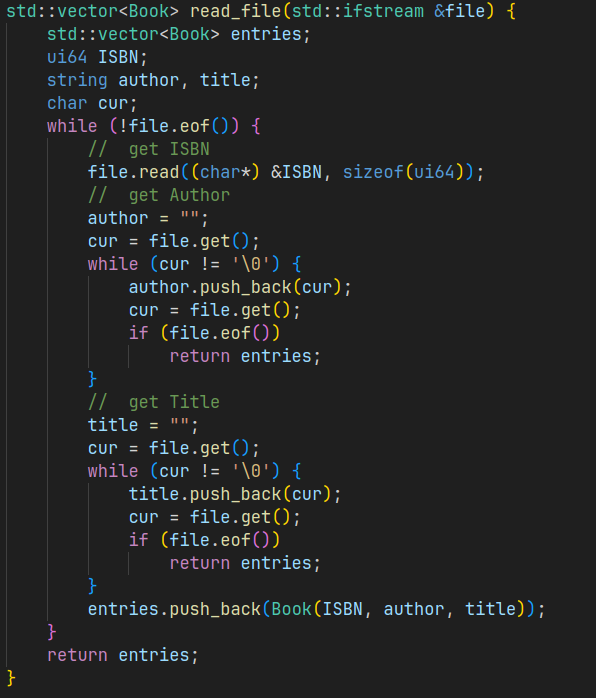 std::vector<Book> read_file(std::ifstream &file) {
    std::vector<Book> entries;
    ui64 ISBN;
    string author, title;
    char cur;
    while (!file.eof()) {
        //  get ISBN
        file.read((char*) &ISBN, sizeof(ui64));
        //  get Author
        author = "";
        cur = file.get();
        while (cur != '\0') {
            author.push_back(cur);
            cur = file.get();
            if (file.eof())
                return entries;
        }
        //  get Title
        title = "";
        cur = file.get();
        while (cur != '\0') {
            title.push_back(cur);
            cur = file.get();
            if (file.eof())
                return entries;
        }
        entries.push_back(Book(ISBN, author, title));
    }
    return entries;
}